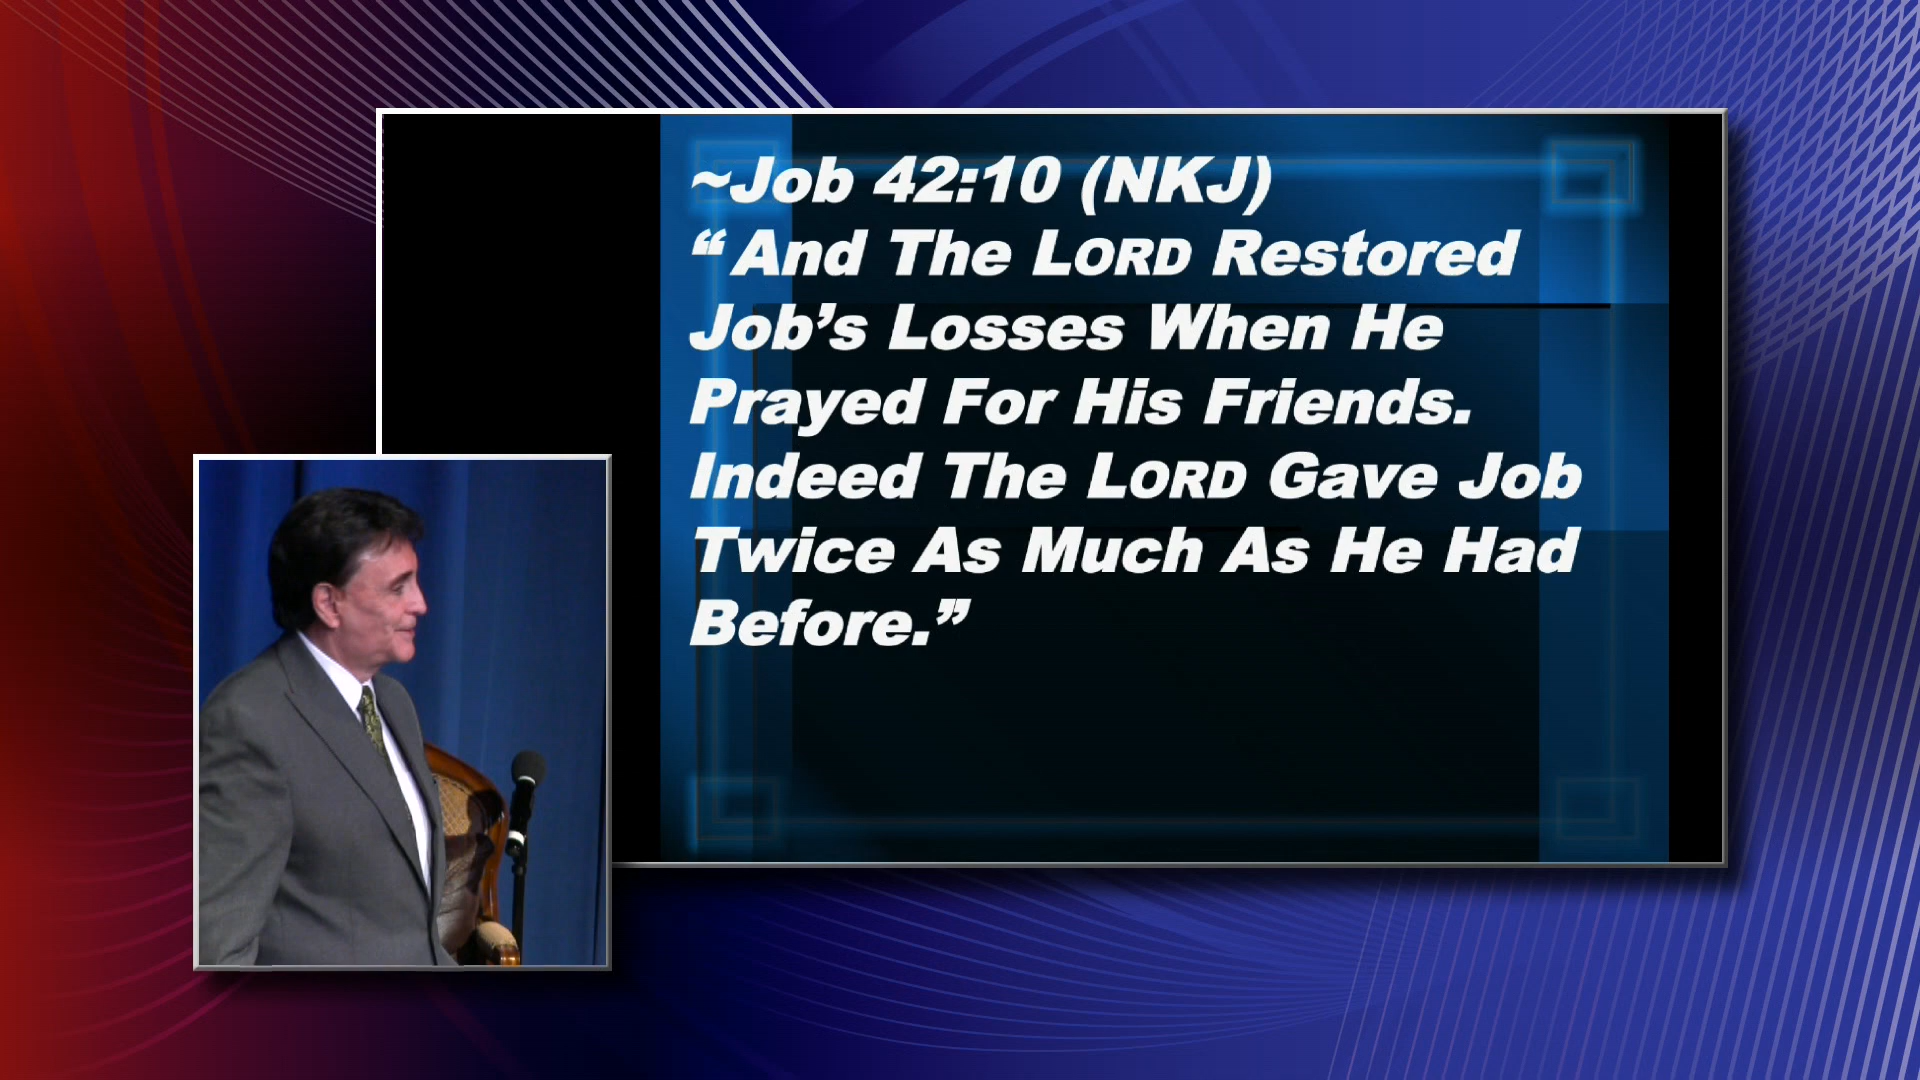 ~Job 42:10 (NKJ)
“And The LORD Restored
Job’s Losses When He
Prayed For His Friends.
Indeed The LORD Gave Job
Twice As Much As He Had
Before.”